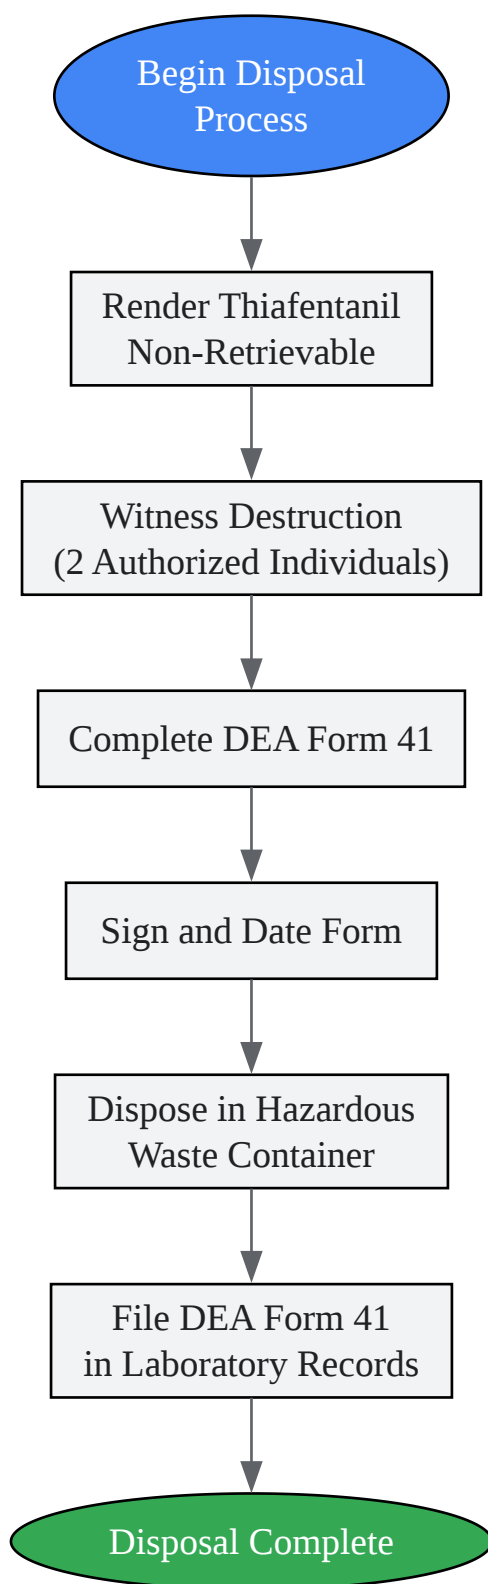 Begin Disposal
Process
Render Thiafentanil
Non-Retrievable
Witness Destruction
(2 Authorized Individuals)
Complete DEA Form 41
Sign and Date Form
Dispose in Hazardous
Waste Container
File DEA Form 41
in Laboratory Records
Disposal Complete